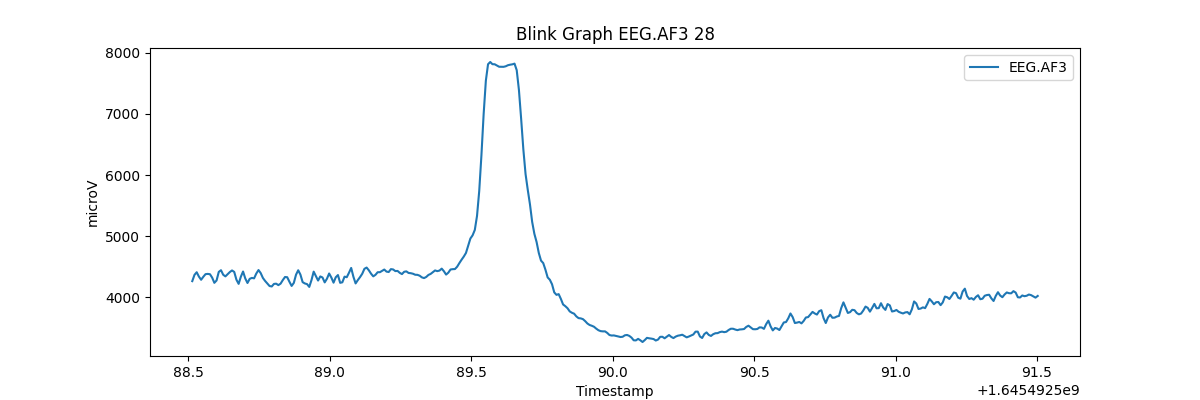 Blink Graph EEG.AF3 28
EEG.AF3
8000
7000
6000
5000
4000
microV
88.5 89.0 89.5 90.0 90.5 91.0 91.5
Timestamp
+1.6454925e9